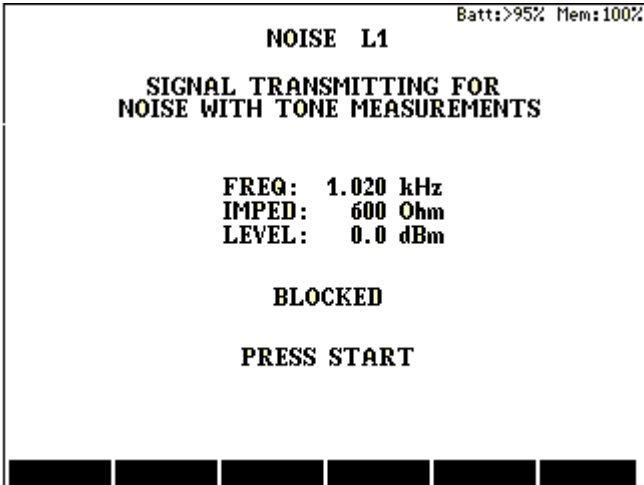 Batt:>95% Mem:100%
NOISE L1
SIGNAL TRANSMITTING FOR
NOISE WITH TONE MEASUREMENTS
FREQ: 1.020 kHz
IMPED: 600 Ohm
LEVEL: 0.0 dBm
BLOCKED
PRESS START